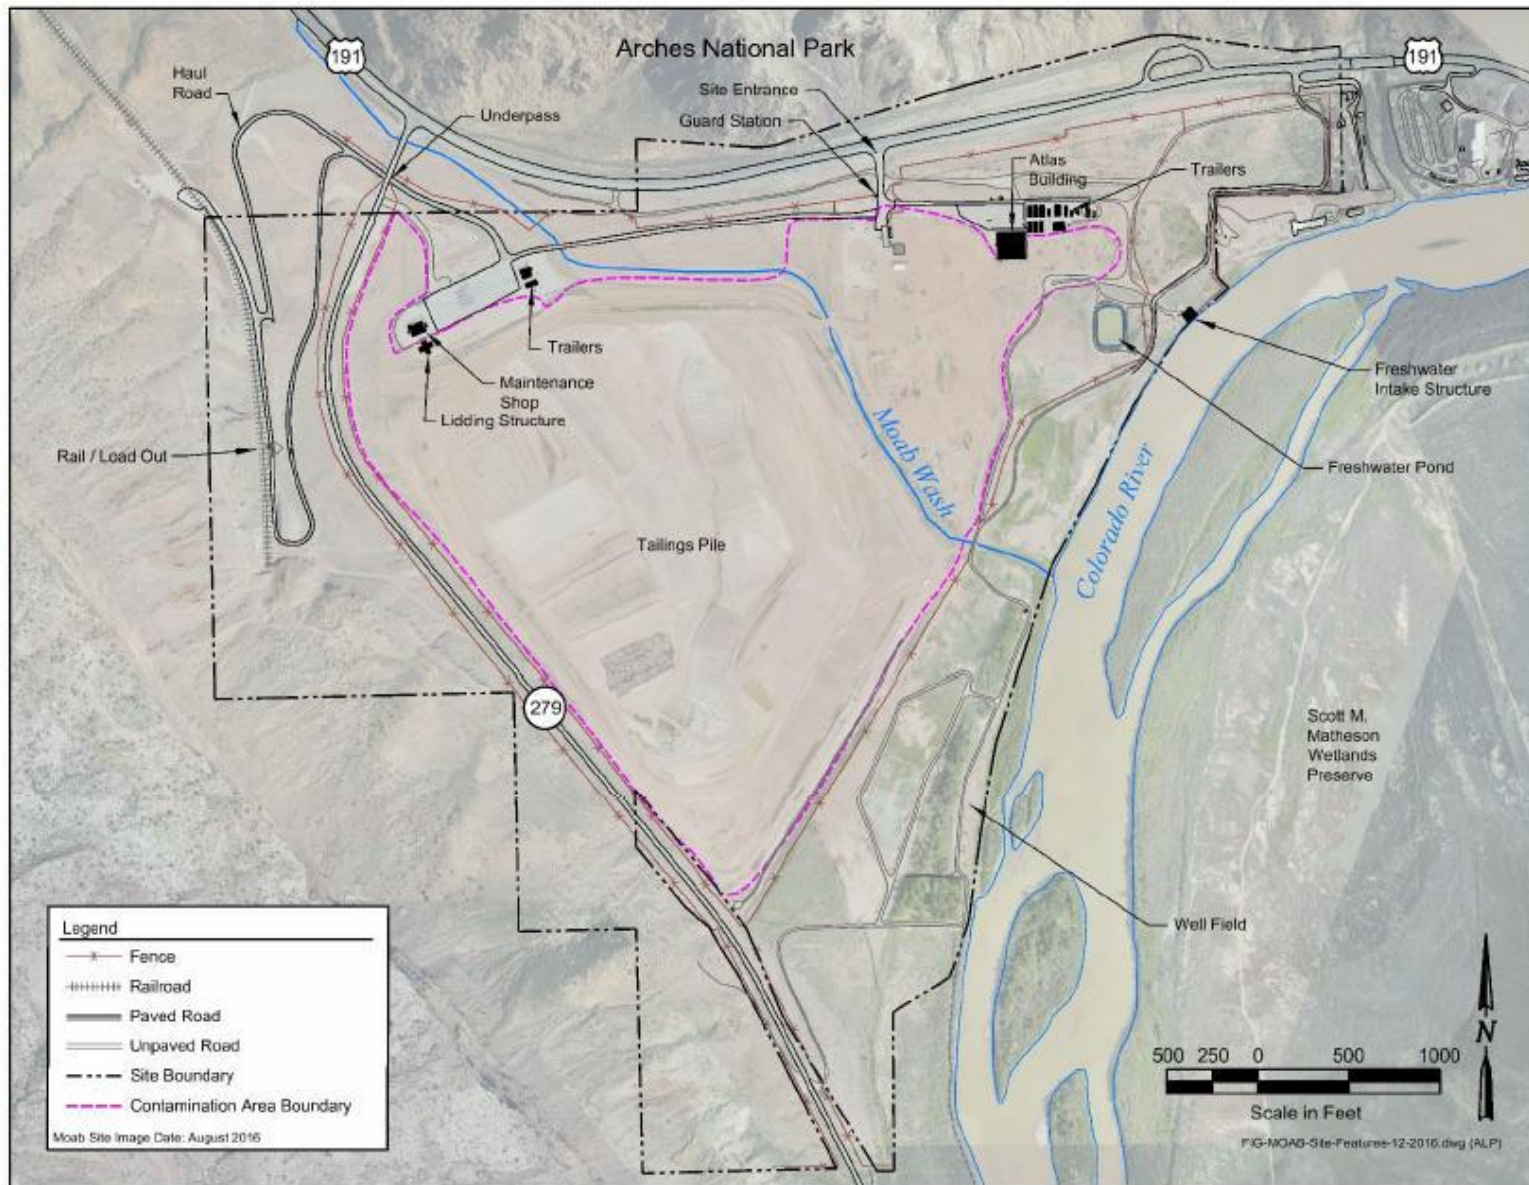 Arches National Park
191
191
Haul
Road
Underpass
Site Entrance
Guard Station
Atlas
Building
Trailers
Trailers
Maintenance
Shop
Lidding Structure
Rail / Load Out
Tailings Pile
Moab Wash
Colorado River
Freshwater
Intake Structure
Freshwater Pond
279
Scott M.
Matheson
Wetlands
Preserve
Well Field
Legend
Fence
Railroad
Paved Road
Unpaved Road
Site Boundary
Contamination Area Boundary
Moab Site Image Date: August 2016
N
500 250 0 500 1000
Scale in Feet
FIG-MOAB-Site-Features-12-2016.dwg (ALP)